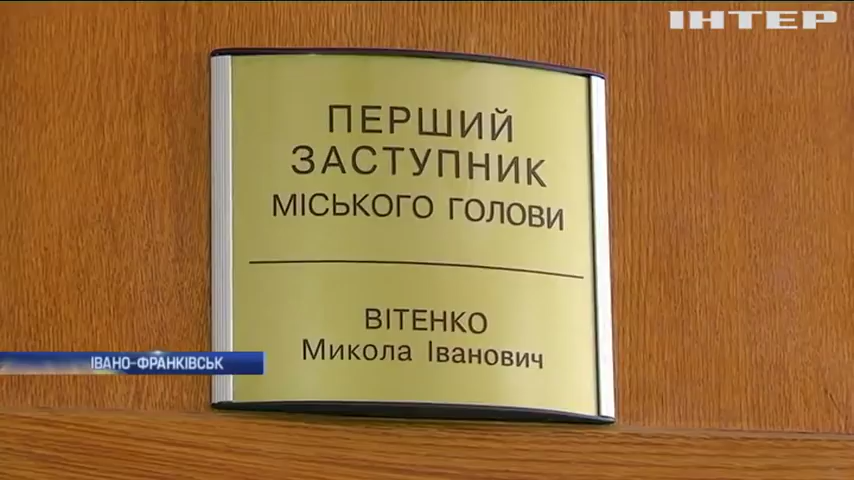 ІНТЕР
ПЕРШИЙ
ЗАСТУПНИК
МІСЬКОГО ГОЛОВИ
ВІТЕНКО
Микола Іванович
ІВАНО-ФРАНКІВСЬК